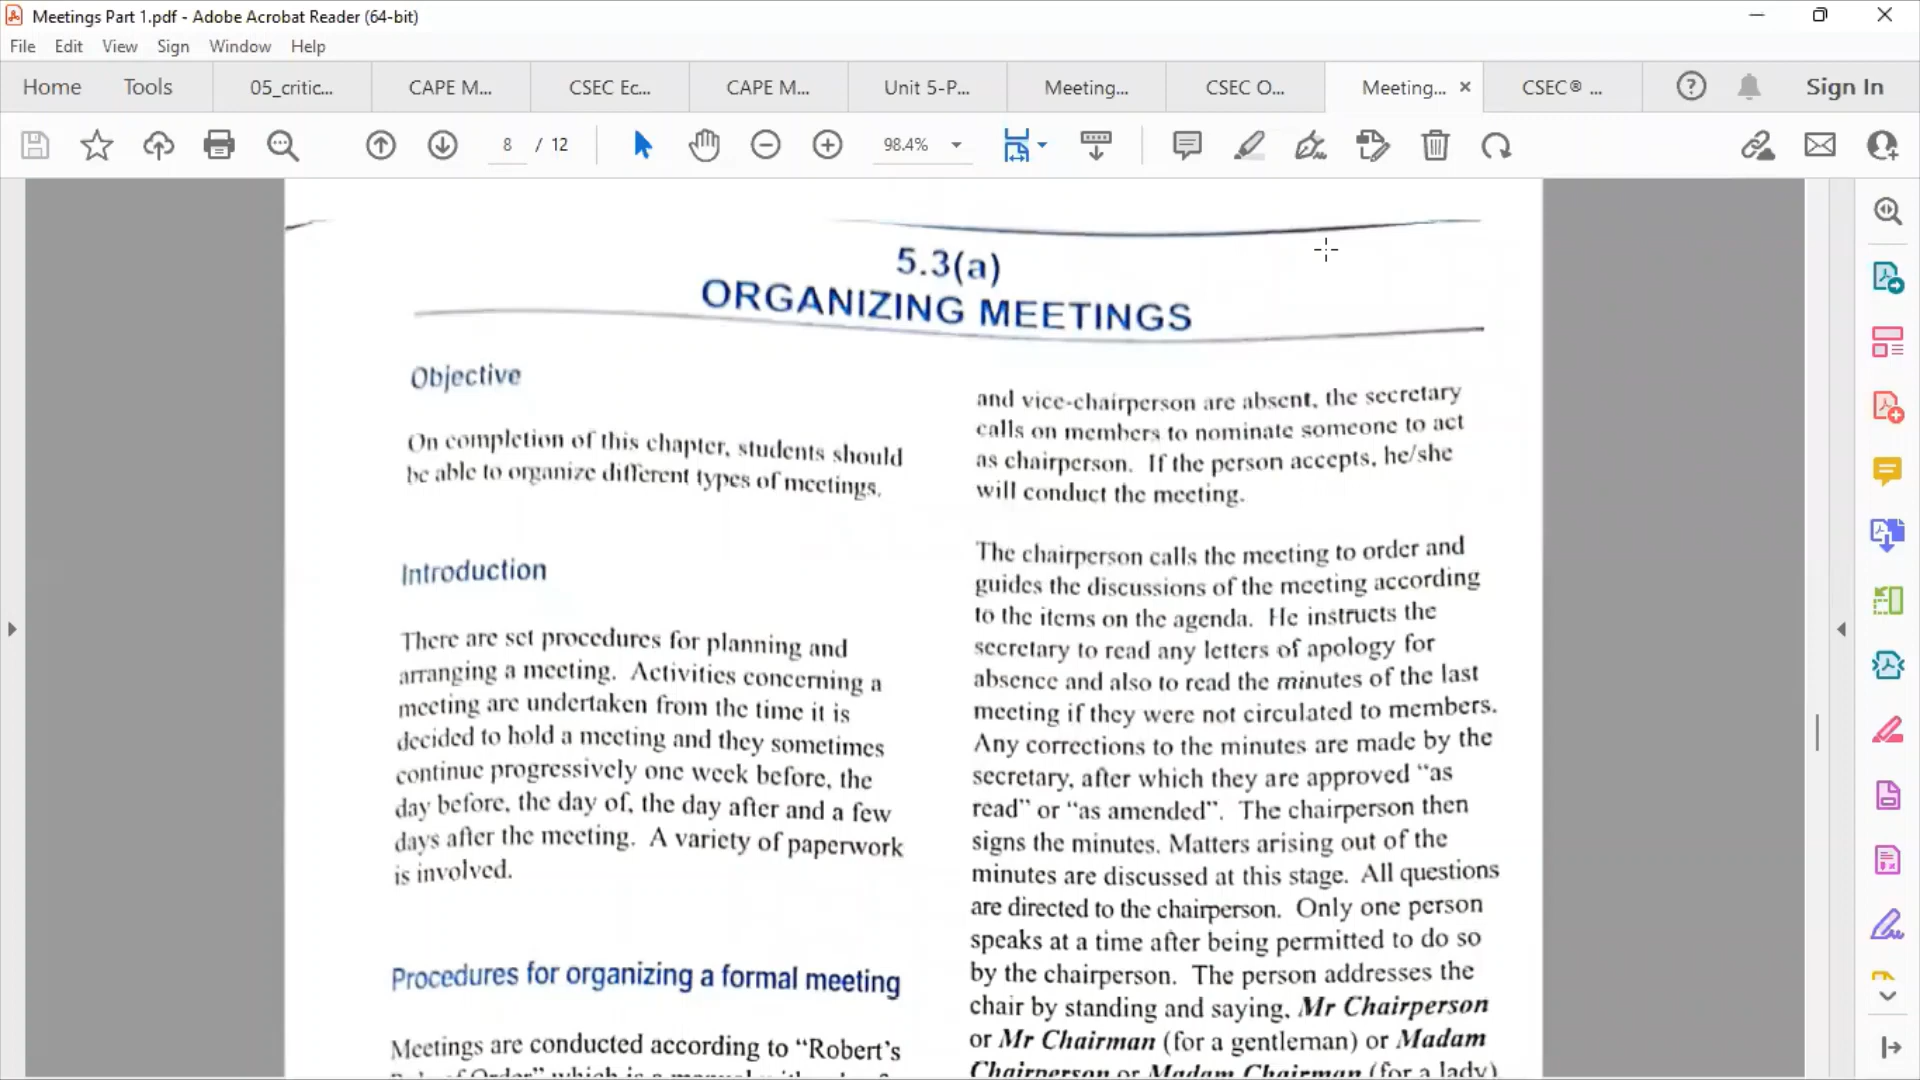 Meetings Part 1.pdf - Adobe Acrobat Reader (64-bit)
File Edit View Sign Window Help
Home Tools 05_critic... CAPE M... CSEC Ec... CAPE M... Unit 5-P... Meeting... CSEC O... Meeting... CSEC® ... Sign In
8 / 12 98.4%
5.3(a)
ORGANIZING MEETINGS
Objective
On completion of this chapter, students should
be able to organize different types of meetings.
Introduction
There are set procedures for planning and
arranging a meeting. Activities concerning a
meeting are undertaken from the time it is
decided to hold a meeting and they sometimes
continue progressively one week before, the
day before, the day of, the day after and a few
days after the meeting. A variety of paperwork
is involved.
Procedures for organizing a formal meeting
Meetings are conducted according to “Robert’s
and vice-chairperson are absent, the secretary
calls on members to nominate someone to act
as chairperson. If the person accepts, he/she
will conduct the meeting.
The chairperson calls the meeting to order and
guides the discussions of the meeting according
to the items on the agenda. He instructs the
secretary to read any letters of apology for
absence and also to read the minutes of the last
meeting if they were not circulated to members.
Any corrections to the minutes are made by the
secretary, after which they are approved “as
read” or “as amended”. The chairperson then
signs the minutes. Matters arising out of the
minutes are discussed at this stage. All questions
are directed to the chairperson. Only one person
speaks at a time after being permitted to do so
by the chairperson. The person addresses the
chair by standing and saying, Mr Chairperson
or Mr Chairman (for a gentleman) or Madam
Chairperson or Madam Chairman (for a lady)